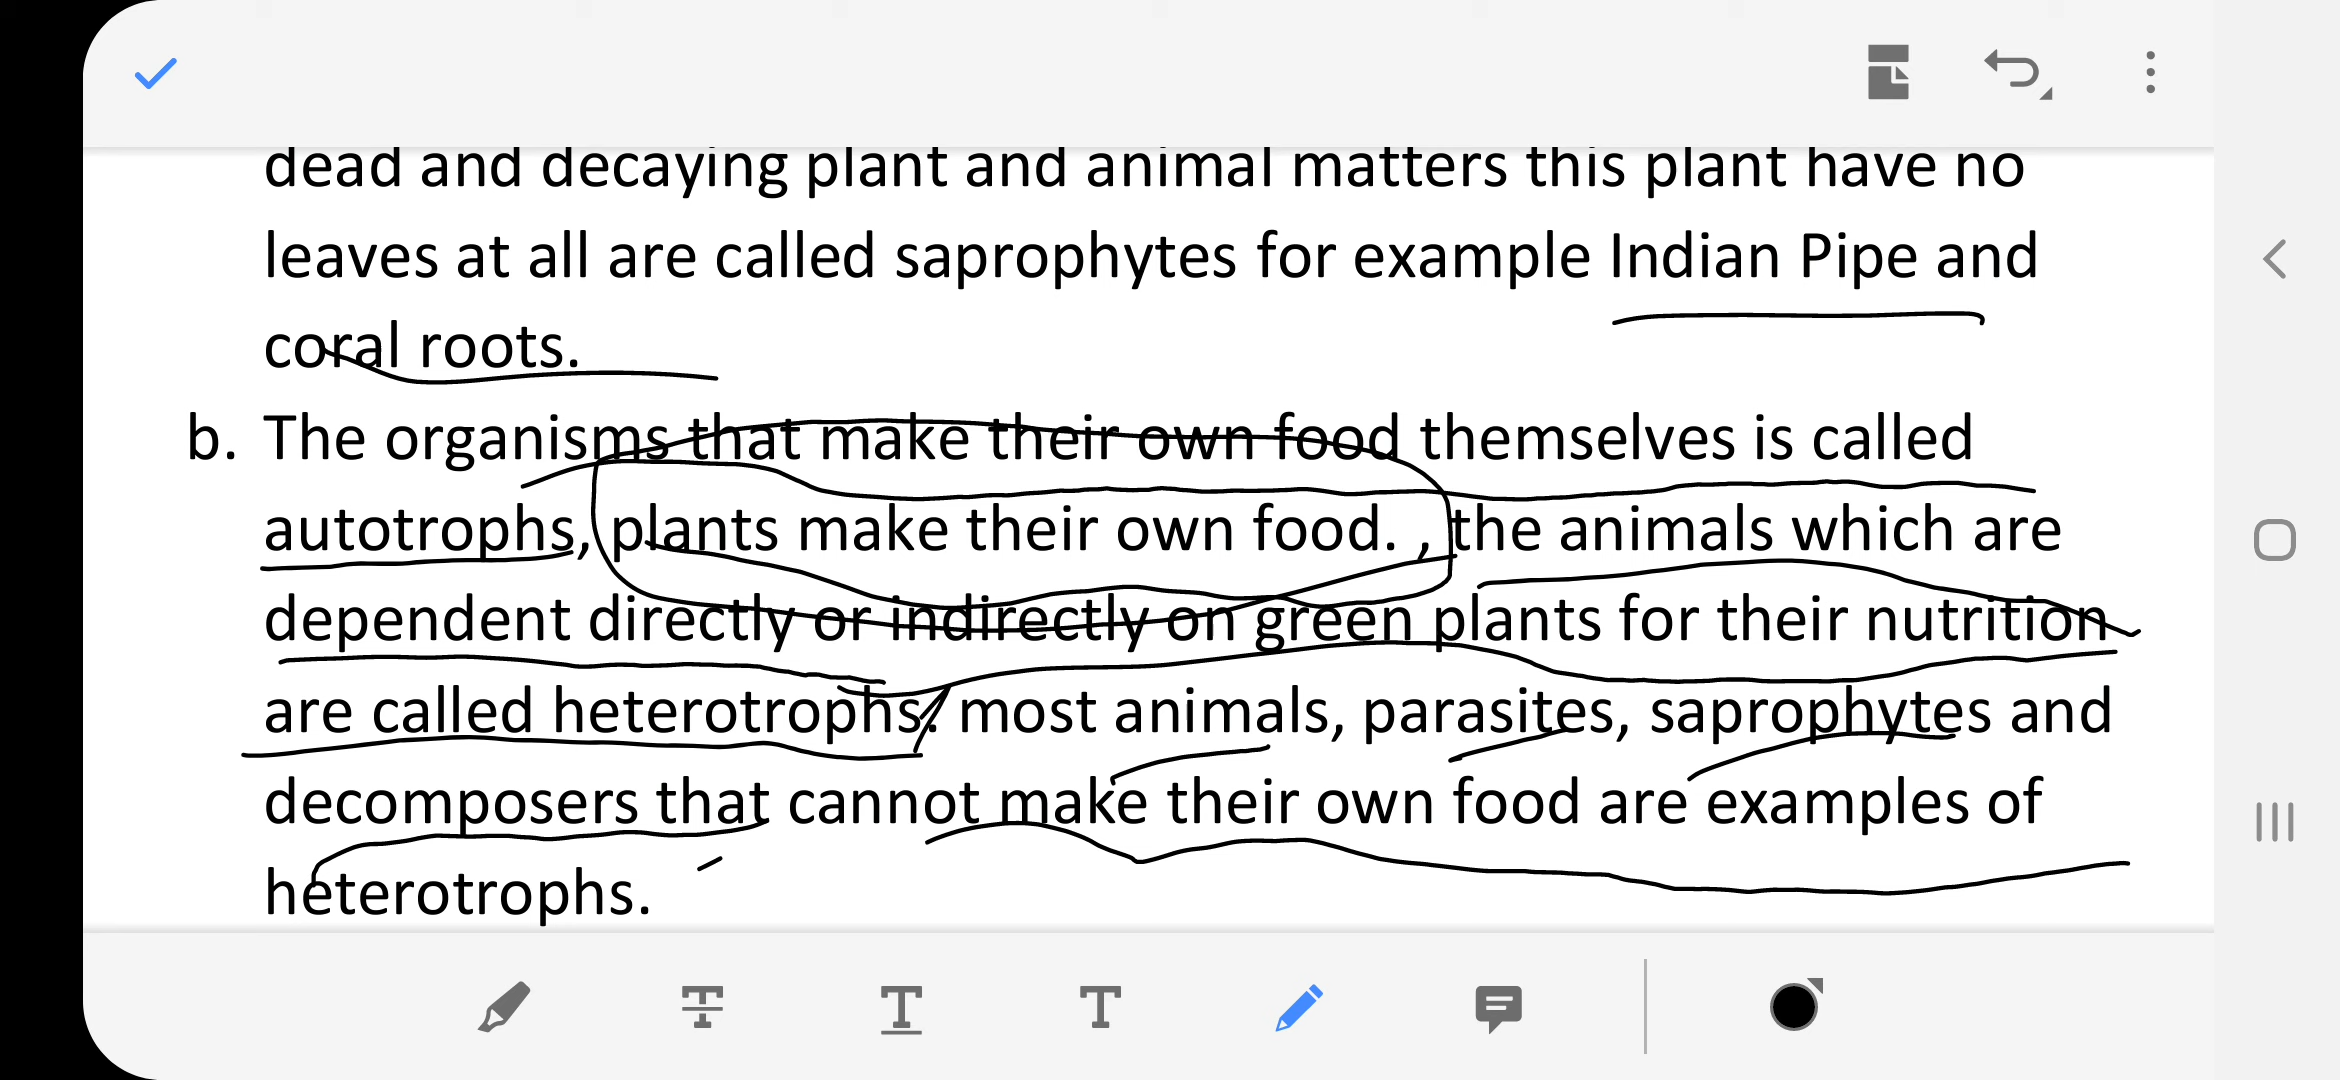 dead and decaying plant and animal matters this plant have no
leaves at all are called saprophytes for example Indian Pipe and
coral roots.
b. The organisms that make their own food themselves is called
autotrophs, plants make their own food. , the animals which are
dependent directly or indirectly on green plants for their nutrition
are called heterotrophs. most animals, parasites, saprophytes and
decomposers that cannot make their own food are examples of
heterotrophs.